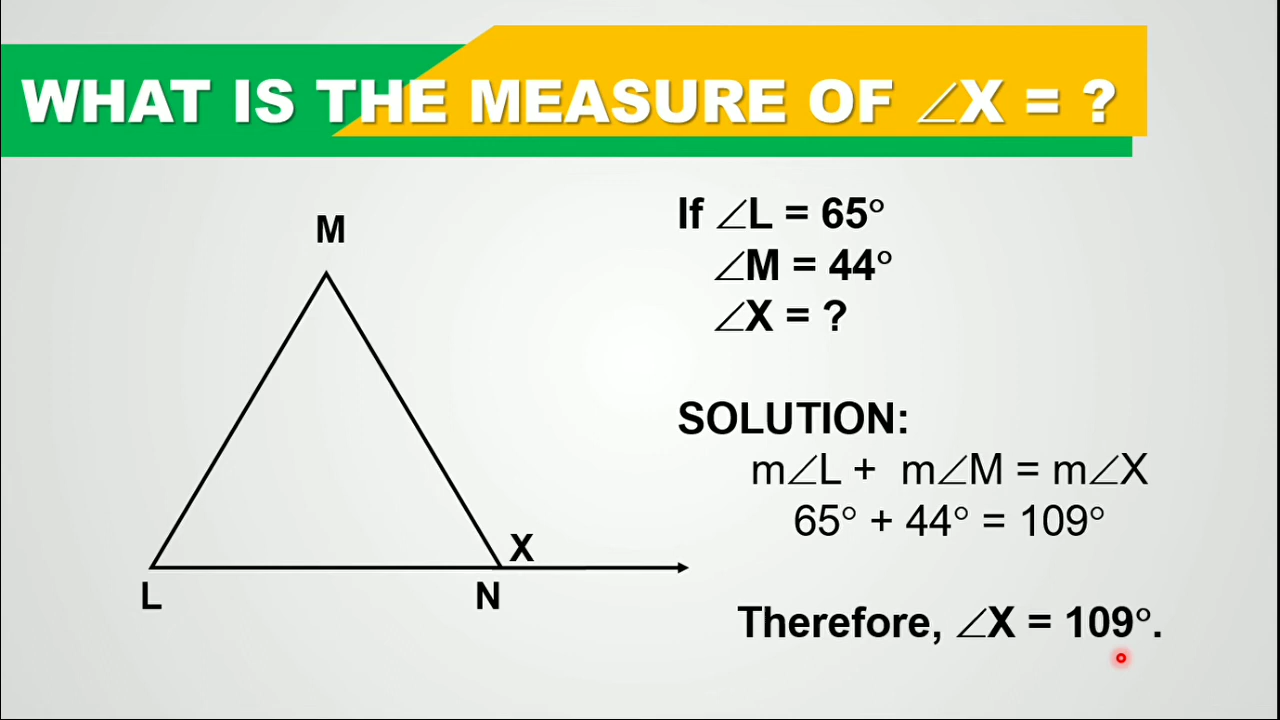 WHAT IS THE MEASURE OF ∠X = ?
M
L
N
X
If ∠L = 65°
∠M = 44°
∠X = ?
SOLUTION:
m∠L + m∠M = m∠X
65° + 44° = 109°
Therefore, ∠X = 109°.